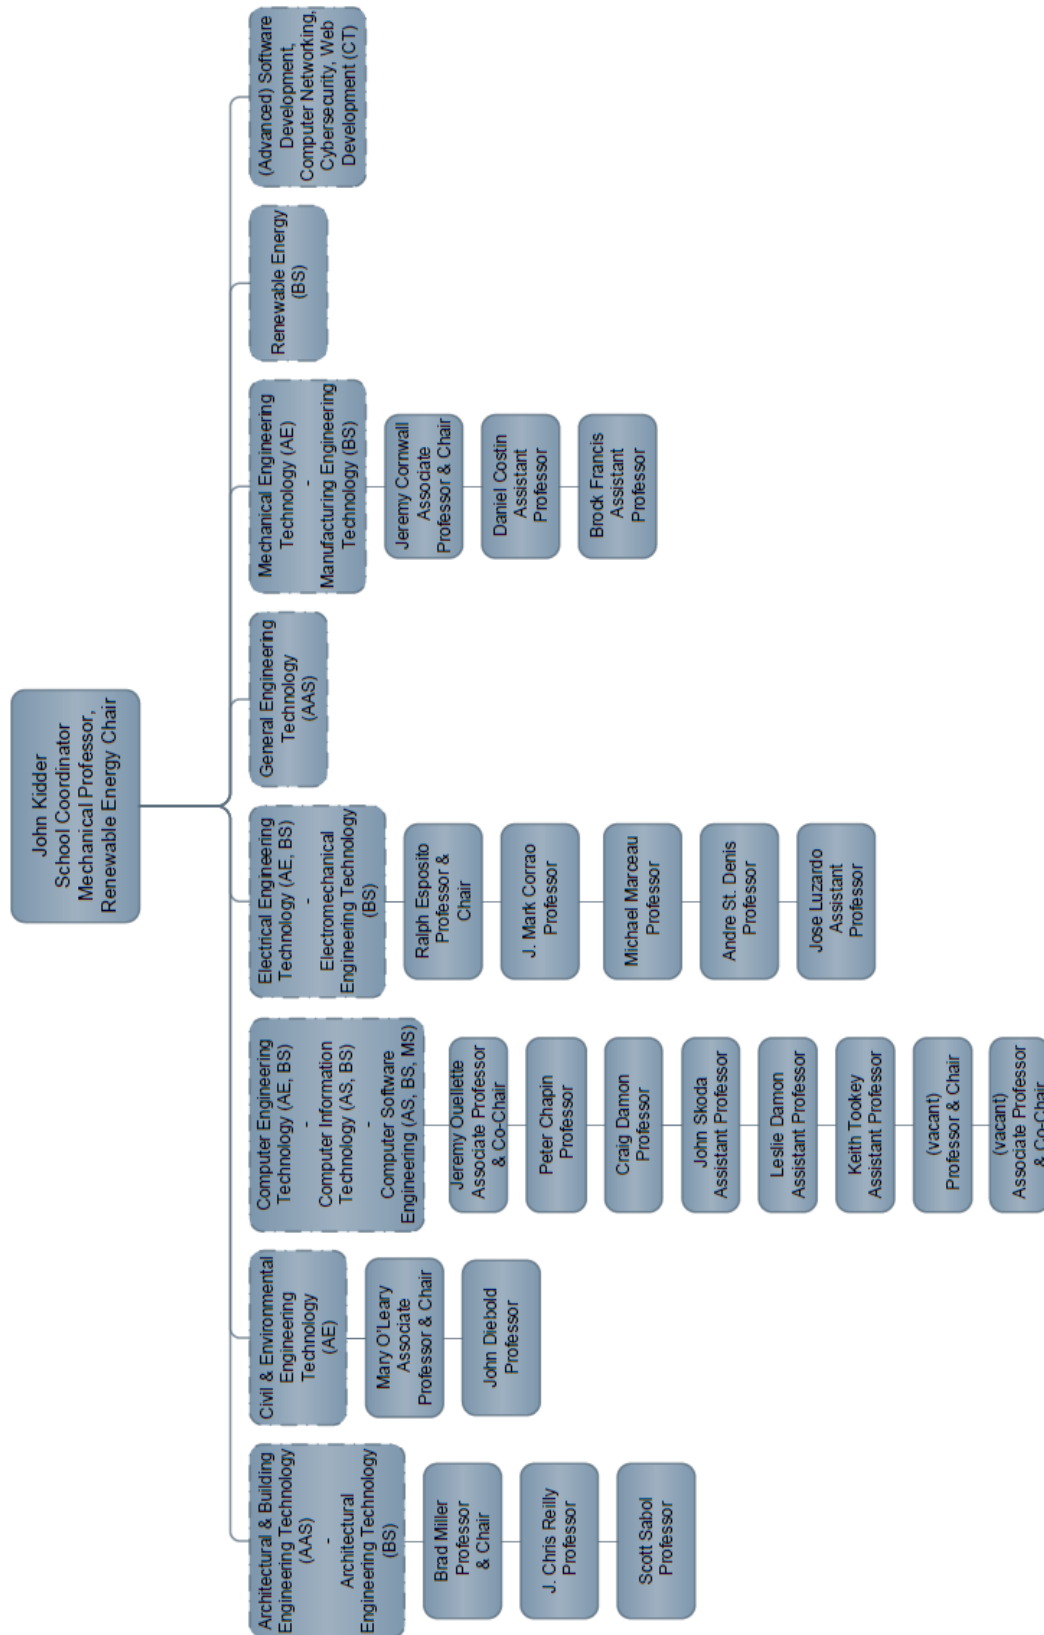 John Kidder
School Coordinator
Mechanical Professor,
Renewable Energy Chair
Architectural & Building
Engineering Technology
(AAS)
-
Architectural
Engineering Technology
(BS)
Brad Miller
Professor
& Chair
J. Chris Reilly
Professor
Scott Sabol
Professor
Civil & Environmental
Engineering
Technology
(AE)
Mary O'Leary
Associate
Professor & Chair
John Diebold
Professor
Computer Engineering
Technology (AE, BS)
-
Computer Information
Technology (AS, BS)
-
Computer Software
Engineering (AS, BS, MS)
Jeremy Ouellette
Associate Professor
& Co-Chair
Peter Chapin
Professor
Craig Damon
Professor
John Skoda
Assistant Professor
Leslie Damon
Assistant Professor
Keith Tookey
Assistant Professor
(vacant)
Professor & Chair
(vacant)
Associate Professor
& Co-Chair
Electrical Engineering
Technology (AE, BS)
-
Electromechanical
Engineering Technology
(BS)
Ralph Esposito
Professor &
Chair
J. Mark Corrao
Professor
Michael Marceau
Professor
Andre St. Denis
Professor
Jose Luzardo
Assistant
Professor
General Engineering
Technology
(AAS)
Mechanical Engineering
Technology (AE)
-
Manufacturing Engineering
Technology (BS)
Jeremy Cornwall
Associate
Professor & Chair
Daniel Costin
Assistant
Professor
Brock Francis
Assistant
Professor
Renewable Energy
(BS)
(Advanced) Software
Development,
Computer Networking,
Cybersecurity, Web
Development (CT)